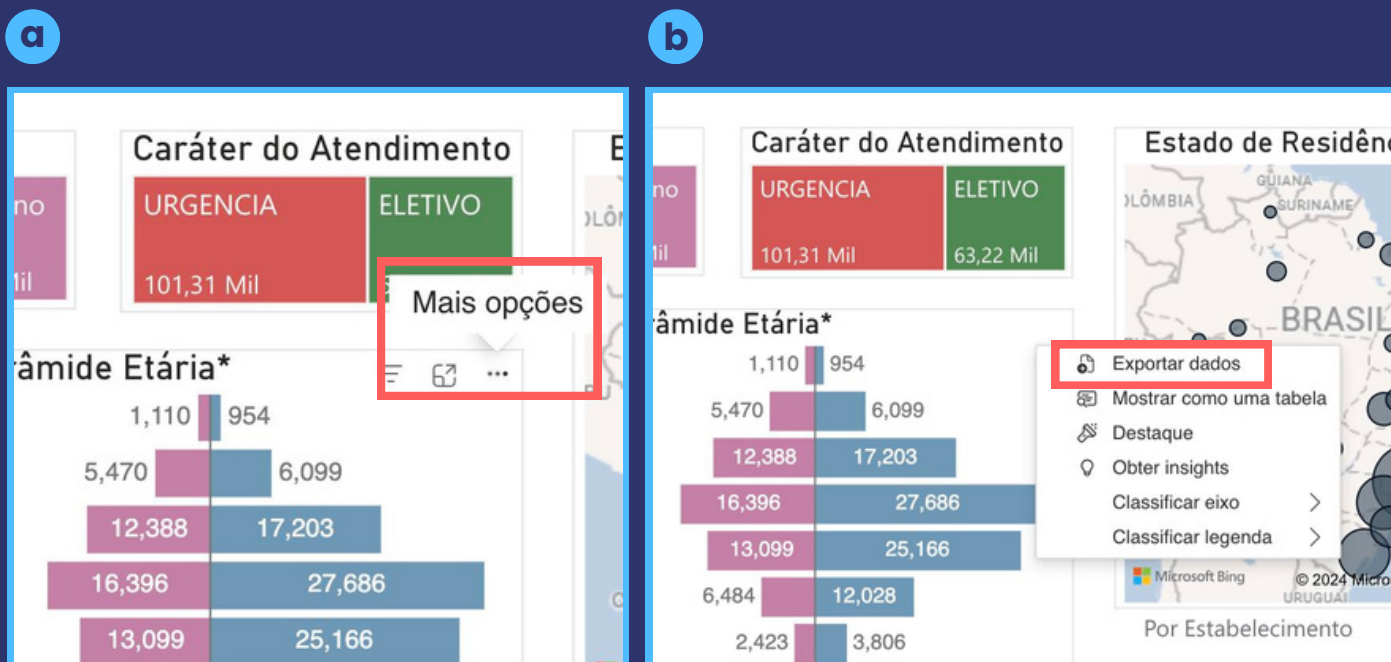 a
Caráter do Atendimento
no
URGENCIA
ELETIVO
101,31 Mil
Mais opções
râmide Etária*
1,110
954
5,470
6,099
12,388
17,203
16,396
27,686
13,099
25,166
b
Caráter do Atendimento
Estado de Residênc
no
URGENCIA
ELETIVO
101,31 Mil
63,22 Mil
OLÔMBIA
GUIANA
SURINAME
BRASIL
râmide Etária*
1,110
954
5,470
6,099
12,388
17,203
16,396
27,686
13,099
25,166
6,484
12,028
2,423
3,806
Exportar dados
Mostrar como uma tabela
Destaque
Obter insights
Classificar eixo
Classificar legenda
Microsoft Bing
© 2024 Micro
URUGUAI
Por Estabelecimento